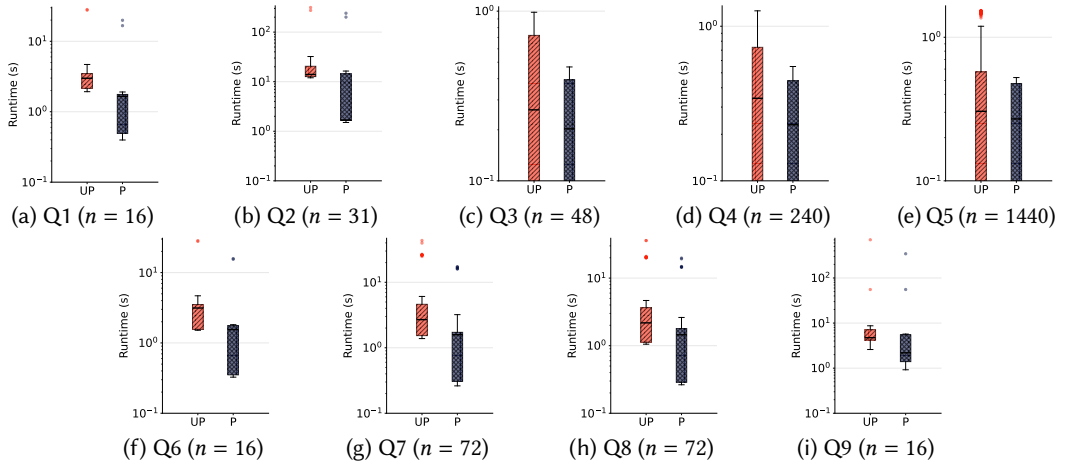 Runtime (s)
10¹
10⁰
10⁻¹
UP P
(a) Q1 (n = 16)
Runtime (s)
10²
10¹
10⁰
10⁻¹
UP P
(b) Q2 (n = 31)
Runtime (s)
10⁰
10⁻¹
UP P
(c) Q3 (n = 48)
Runtime (s)
10⁰
10⁻¹
UP P
(d) Q4 (n = 240)
Runtime (s)
10⁰
10⁻¹
UP P
(e) Q5 (n = 1440)
Runtime (s)
10¹
10⁰
10⁻¹
UP P
(f) Q6 (n = 16)
Runtime (s)
10¹
10⁰
10⁻¹
UP P
(g) Q7 (n = 72)
Runtime (s)
10¹
10⁰
10⁻¹
UP P
(h) Q8 (n = 72)
Runtime (s)
10²
10¹
10⁰
10⁻¹
UP P
(i) Q9 (n = 16)